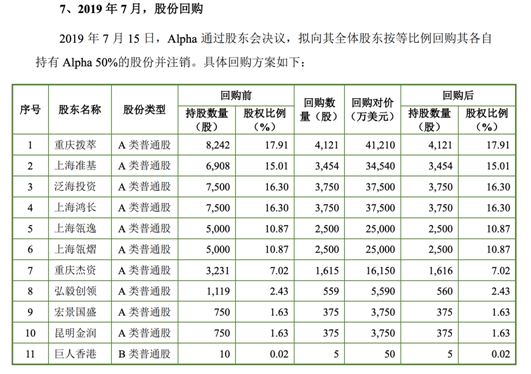 7、2019 年 7 月，股份回购
2019 年 7 月 15 日，Alpha 通过股东会决议，拟向其全体股东按等比例回购其各自
持有 Alpha 50%的股份并注销。具体回购方案如下：
序号 股东名称 股份类型 回购前 回购数量（股） 回购对价（万美元） 回购后
持股数量（股） 股权比例（%） 持股数量（股） 股权比例（%）
1 重庆拨萃 A 类普通股 8,242 17.91 4,121 41,210 4,121 17.91
2 上海准基 A 类普通股 6,908 15.01 3,454 34,540 3,454 15.01
3 泛海投资 A 类普通股 7,500 16.30 3,750 37,500 3,750 16.30
4 上海鸿长 A 类普通股 7,500 16.30 3,750 37,500 3,750 16.30
5 上海瓴逸 A 类普通股 5,000 10.87 2,500 25,000 2,500 10.87
6 上海瓴熠 A 类普通股 5,000 10.87 2,500 25,000 2,500 10.87
7 重庆杰资 A 类普通股 3,231 7.02 1,615 16,150 1,616 7.02
8 弘毅创领 A 类普通股 1,119 2.43 559 5,590 560 2.43
9 宏景国盛 A 类普通股 750 1.63 375 3,750 375 1.63
10 昆明金润 A 类普通股 750 1.63 375 3,750 375 1.63
11 巨人香港 B 类普通股 10 0.02 5 50 5 0.02